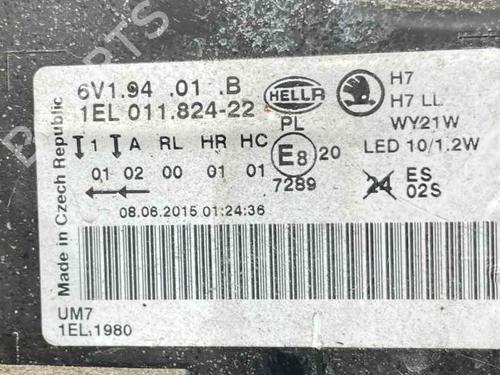 6V1.94 .01 .B
1EL 011.824-22
HELLA
H7
H7 LL
WY21W
LED 10/1.2W
PL
1 A RL HR HC
E8 20
01 02 00 01 01
7289
24 ES
02S
08.06.2015 01:24:36
Made in Czech Republic
UM7
1EL.1980